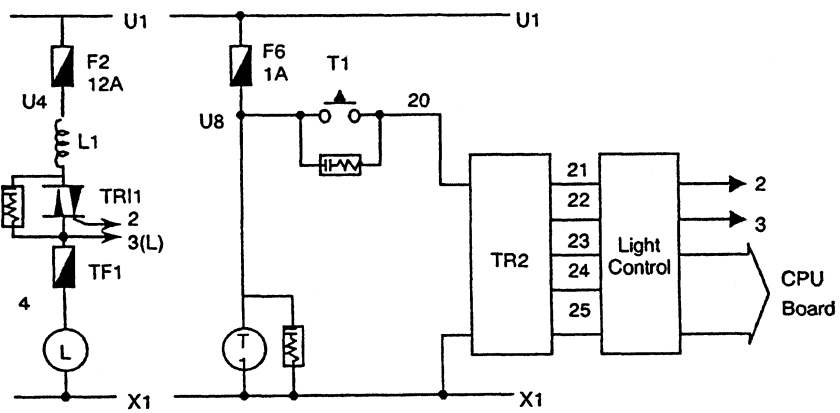 U1
U1
F2
12A
F6
1A
T1
U4
20
U8
L1
TRI1
2
3(L)
TF1
4
L
T
1
TR2
21
22
23
24
25
Light
Control
2
3
CPU
Board
X1
X1